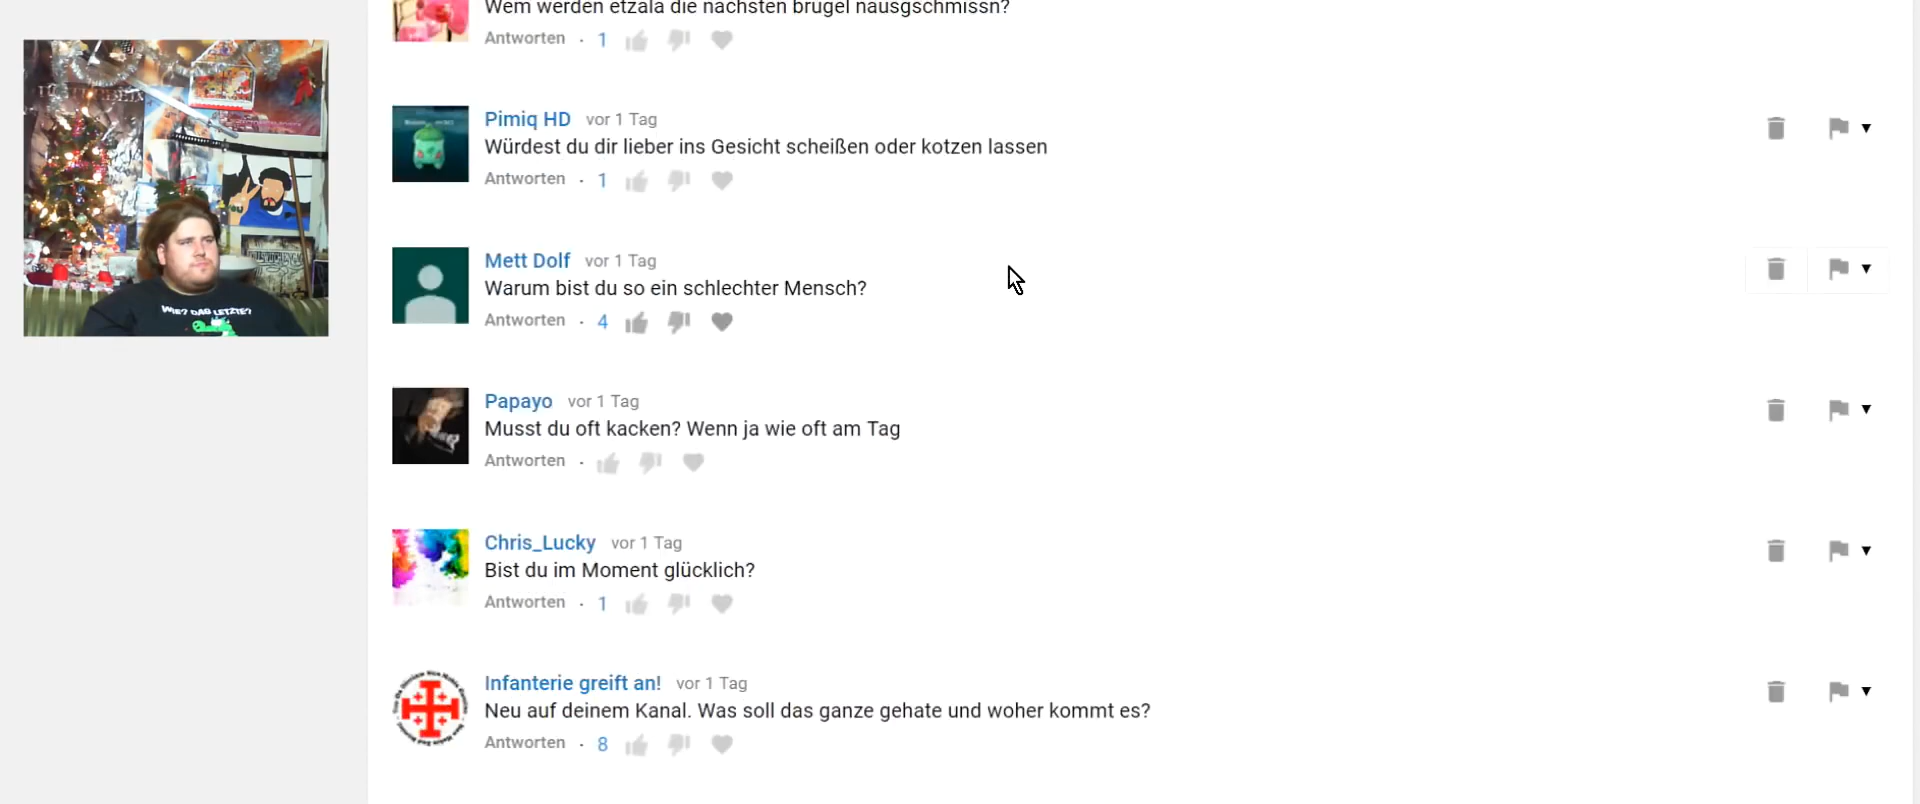 Wem werden etzala die nächsten brügel nausgschmissn?
Antworten · 1
Pimiq HD vor 1 Tag
Würdest du dir lieber ins Gesicht scheißen oder kotzen lassen
Antworten · 1
Mett Dolf vor 1 Tag
Warum bist du so ein schlechter Mensch?
Antworten · 4
Papayo vor 1 Tag
Musst du oft kacken? Wenn ja wie oft am Tag
Antworten ·
Chris_Lucky vor 1 Tag
Bist du im Moment glücklich?
Antworten · 1
Infanterie greift an! vor 1 Tag
Neu auf deinem Kanal. Was soll das ganze gehate und woher kommt es?
Antworten · 8
WIE? DAS LETZTE?